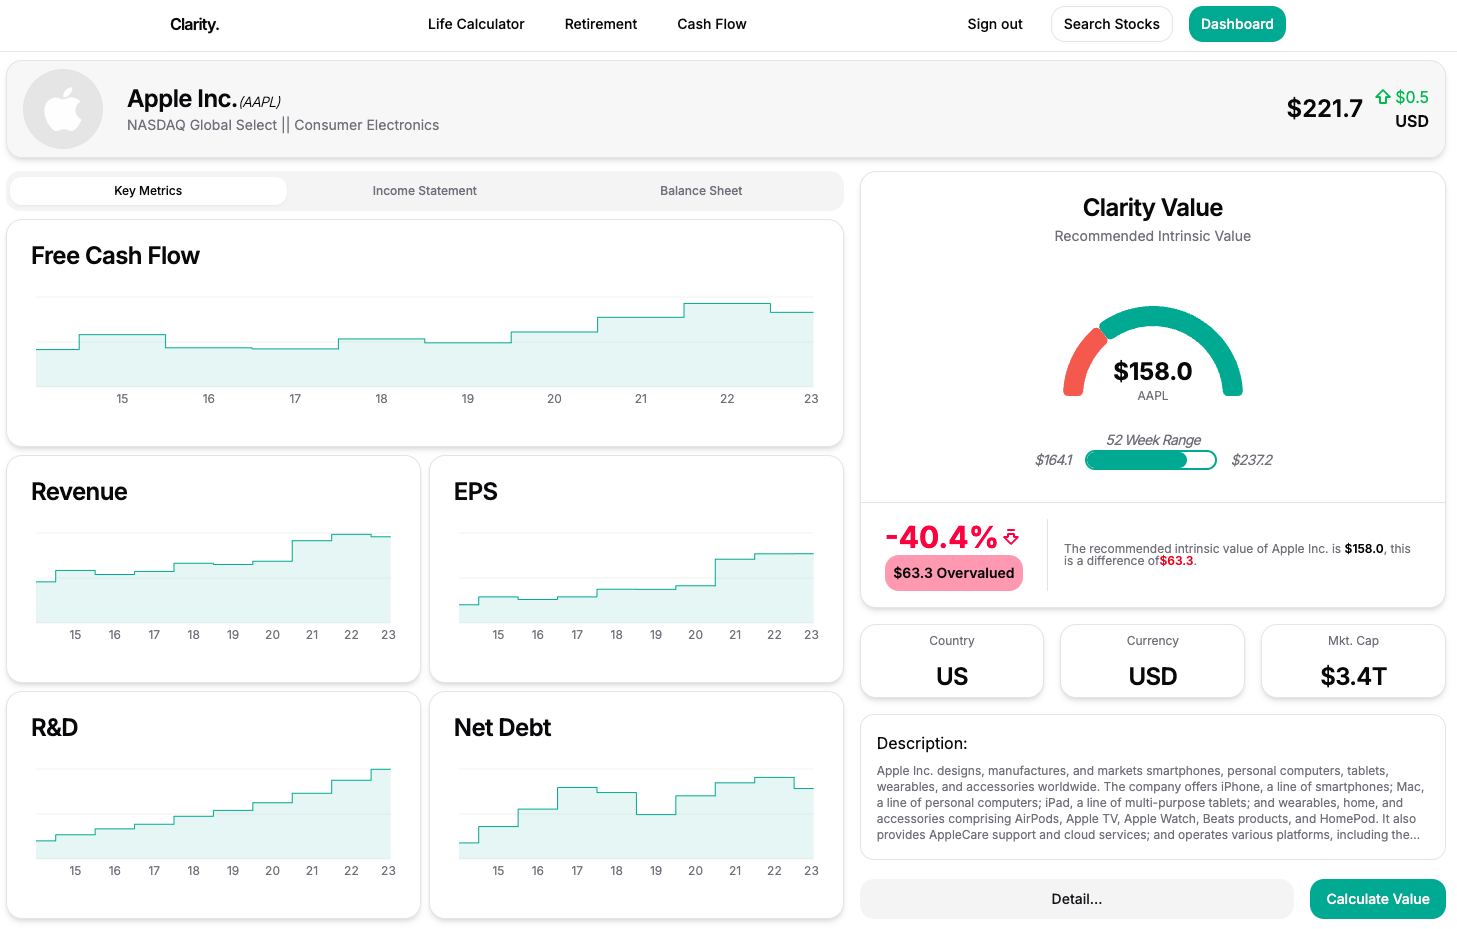 Clarity.
Life Calculator
Retirement
Cash Flow
Sign out
Search Stocks
Dashboard
Apple Inc. (AAPL)
NASDAQ Global Select || Consumer Electronics
$221.7
$0.5
USD
Key Metrics
Income Statement
Balance Sheet
Free Cash Flow
15 16 17 18 19 20 21 22 23
Revenue
15 16 17 18 19 20 21 22 23
EPS
15 16 17 18 19 20 21 22 23
R&D
15 16 17 18 19 20 21 22 23
Net Debt
15 16 17 18 19 20 21 22 23
Clarity Value
Recommended Intrinsic Value
$158.0
AAPL
52 Week Range
$164.1
$237.2
-40.4%
$63.3 Overvalued
The recommended intrinsic value of Apple Inc. is $158.0, this
is a difference of$63.3.
Country
US
Currency
USD
Mkt. Cap
$3.4T
Description:
Apple Inc. designs, manufactures, and markets smartphones, personal computers, tablets,
wearables, and accessories worldwide. The company offers iPhone, a line of smartphones; Mac,
a line of personal computers; iPad, a line of multi-purpose tablets; and wearables, home, and
accessories comprising AirPods, Apple TV, Apple Watch, Beats products, and HomePod. It also
provides AppleCare support and cloud services; and operates various platforms, including the...
Detail...
Calculate Value